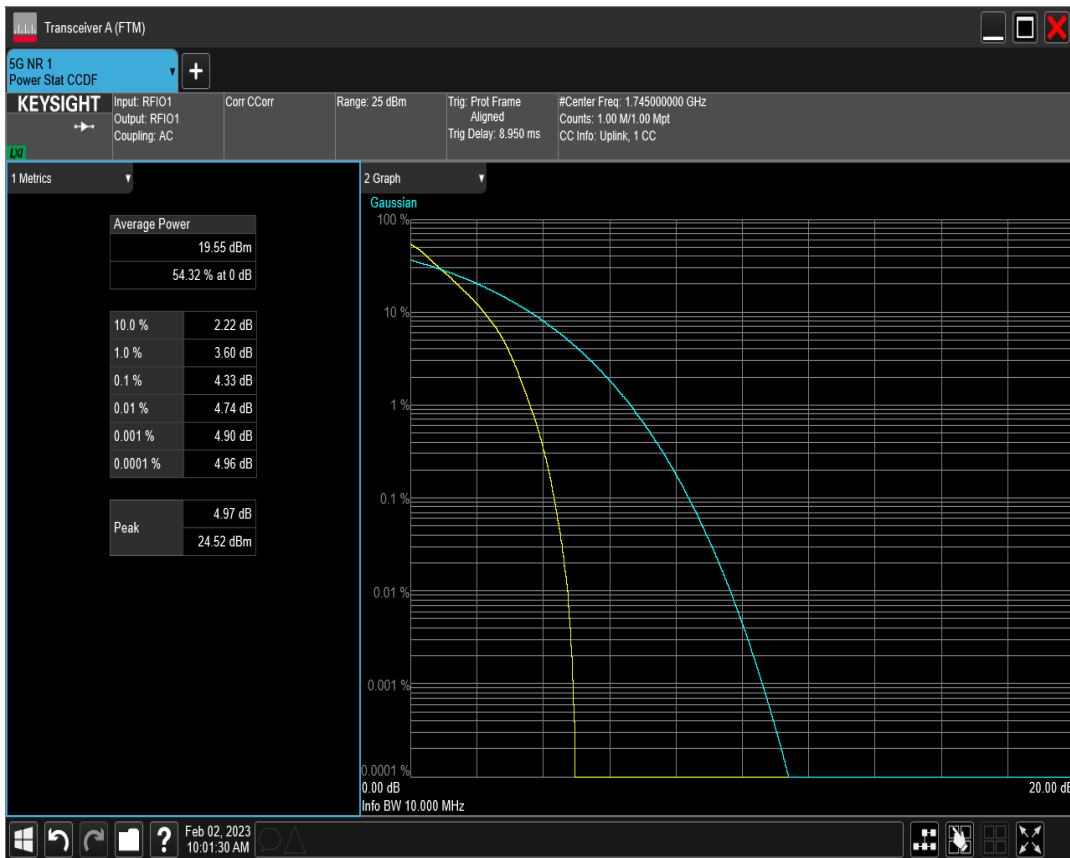 Transceiver A (FTM)
5G NR 1
Power Stat CCDF
+
KEYSIGHT
LXI
Input: RFIO1
Output: RFIO1
Coupling: AC
Corr CCorr
Range: 25 dBm
Trig: Prot Frame
Aligned
Trig Delay: 8.950 ms
#Center Freq: 1.745000000 GHz
Counts: 1.00 M/1.00 Mpt
CC Info: Uplink, 1 CC
1 Metrics
Average Power
19.55 dBm
54.32 % at 0 dB
10.0 % 2.22 dB
1.0 % 3.60 dB
0.1 % 4.33 dB
0.01 % 4.74 dB
0.001 % 4.90 dB
0.0001 % 4.96 dB
Peak
4.97 dB
24.52 dBm
2 Graph
Gaussian
100 %
10 %
1 %
0.1 %
0.01 %
0.001 %
0.0001 %
0.00 dB 20.00 dB
Info BW 10.000 MHz
?
Feb 02, 2023
10:01:30 AM